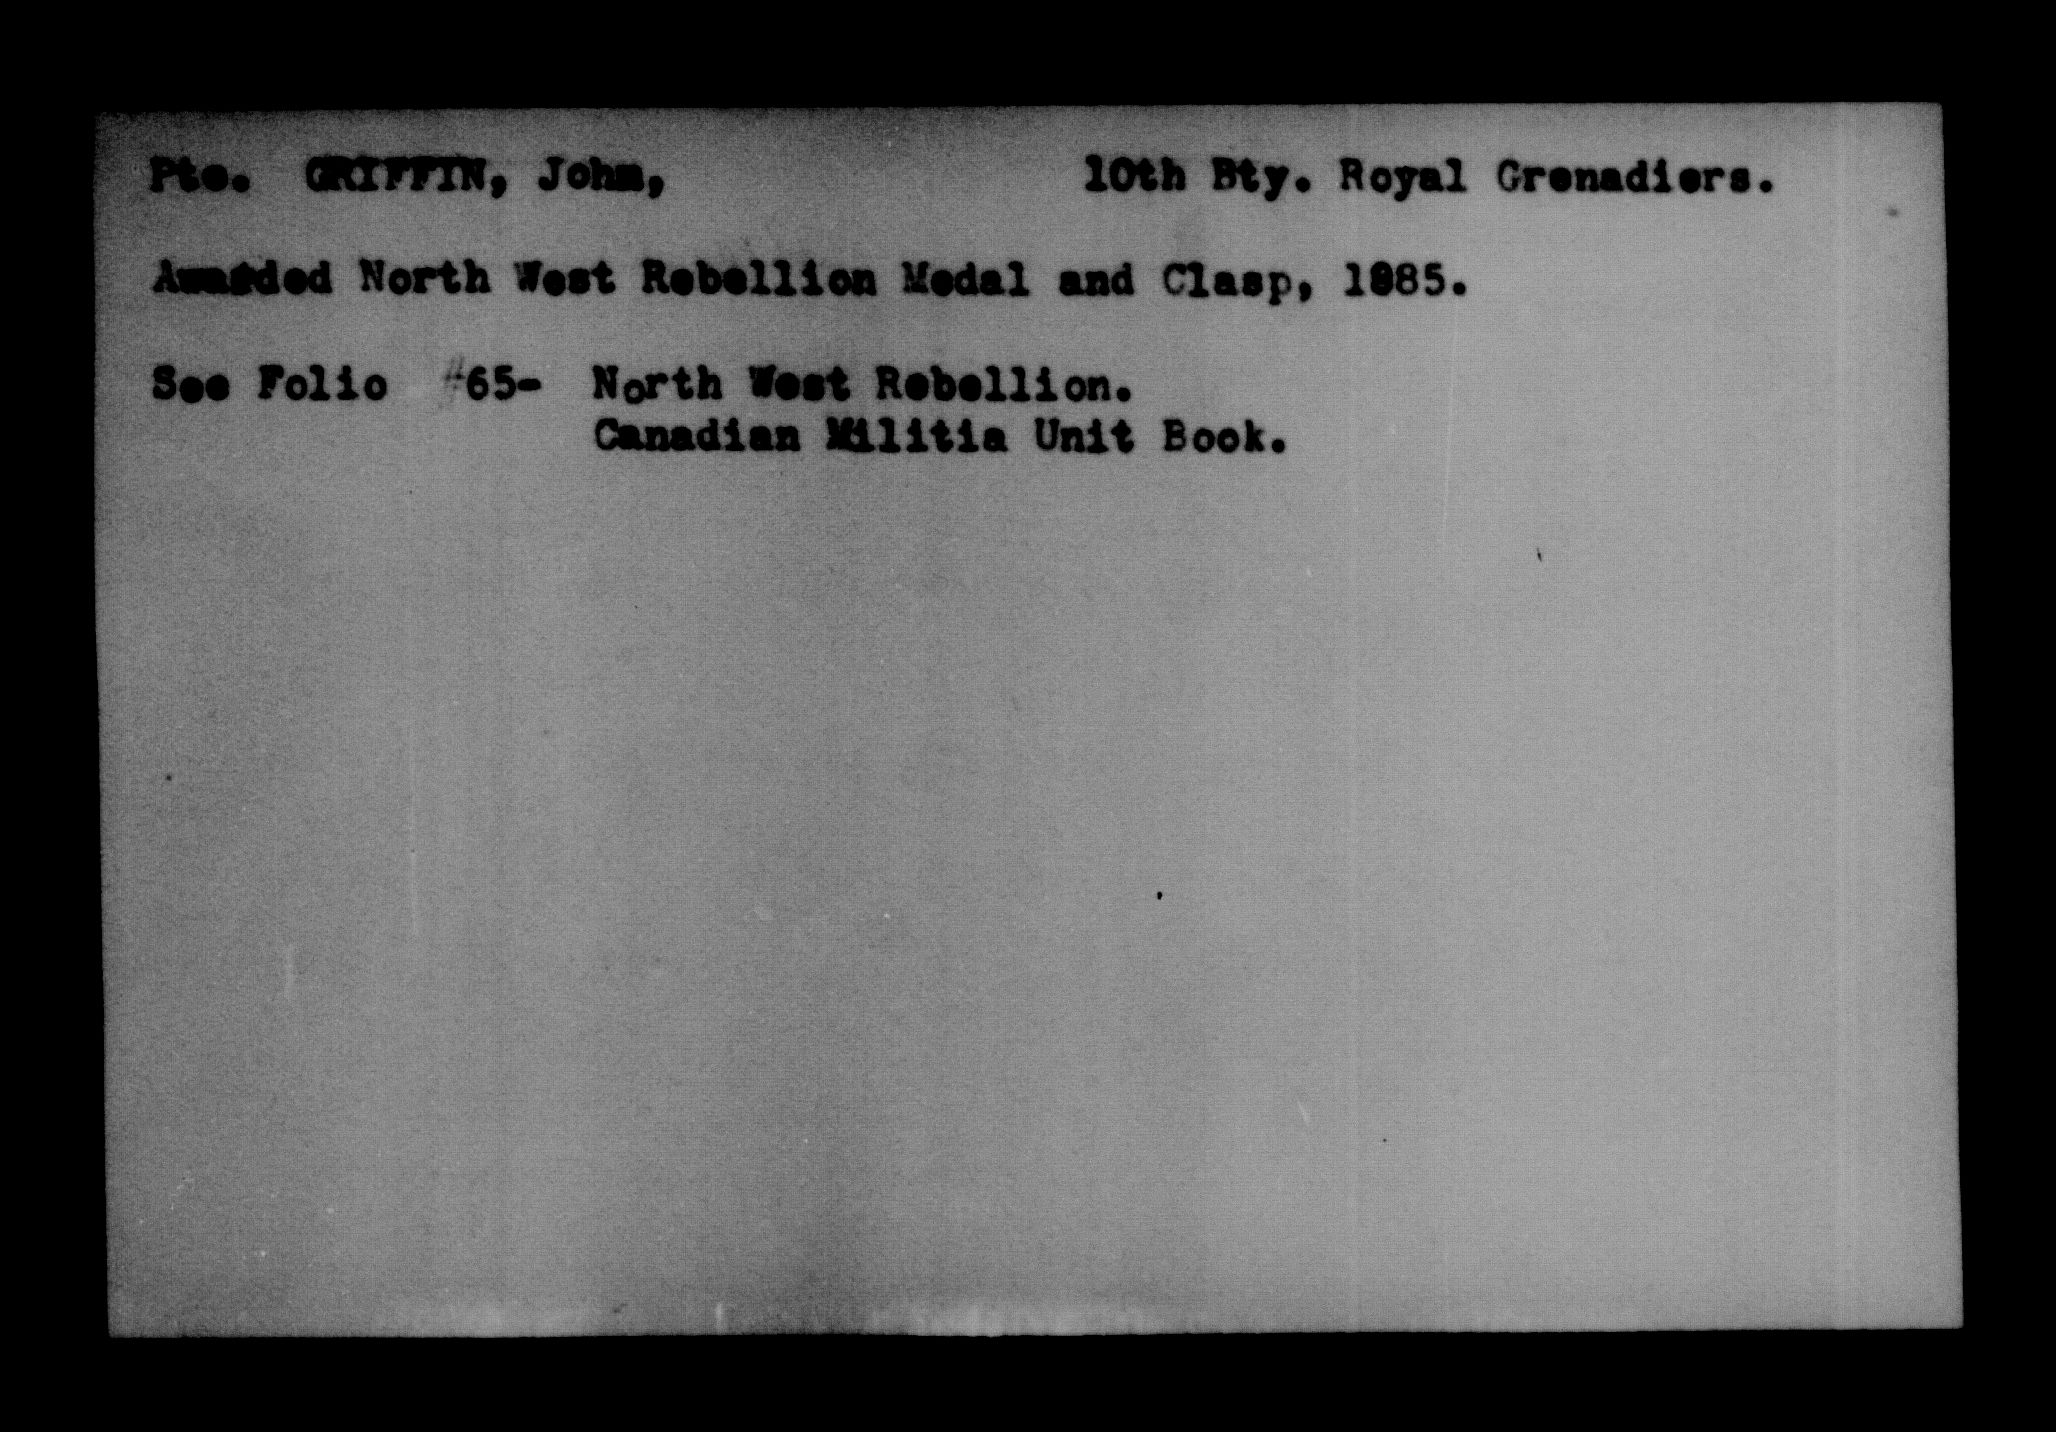 Pte. GRIFFIN, John, 10th Bty. Royal Grenadiers.
Awarded North West Rebellion Medal and Clasp, 1885.
See Folio #65- North West Rebellion.
Canadian Militia Unit Book.